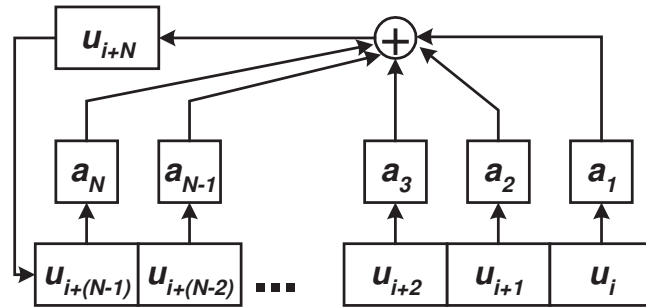 u_{i+N} +
a_N a_{N-1} a_3 a_2 a_1
u_{i+(N-1)} u_{i+(N-2)} ... u_{i+2} u_{i+1} u_i